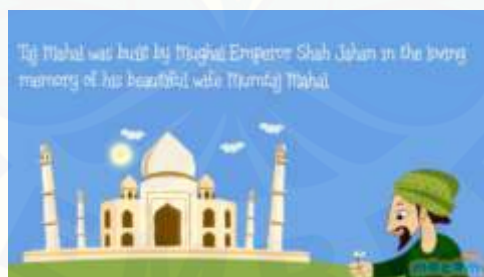 Taj Mahal was built by Mughal Emperor Shah Jahan in the loving
memory of his beautiful wife Mumtaj Mahal